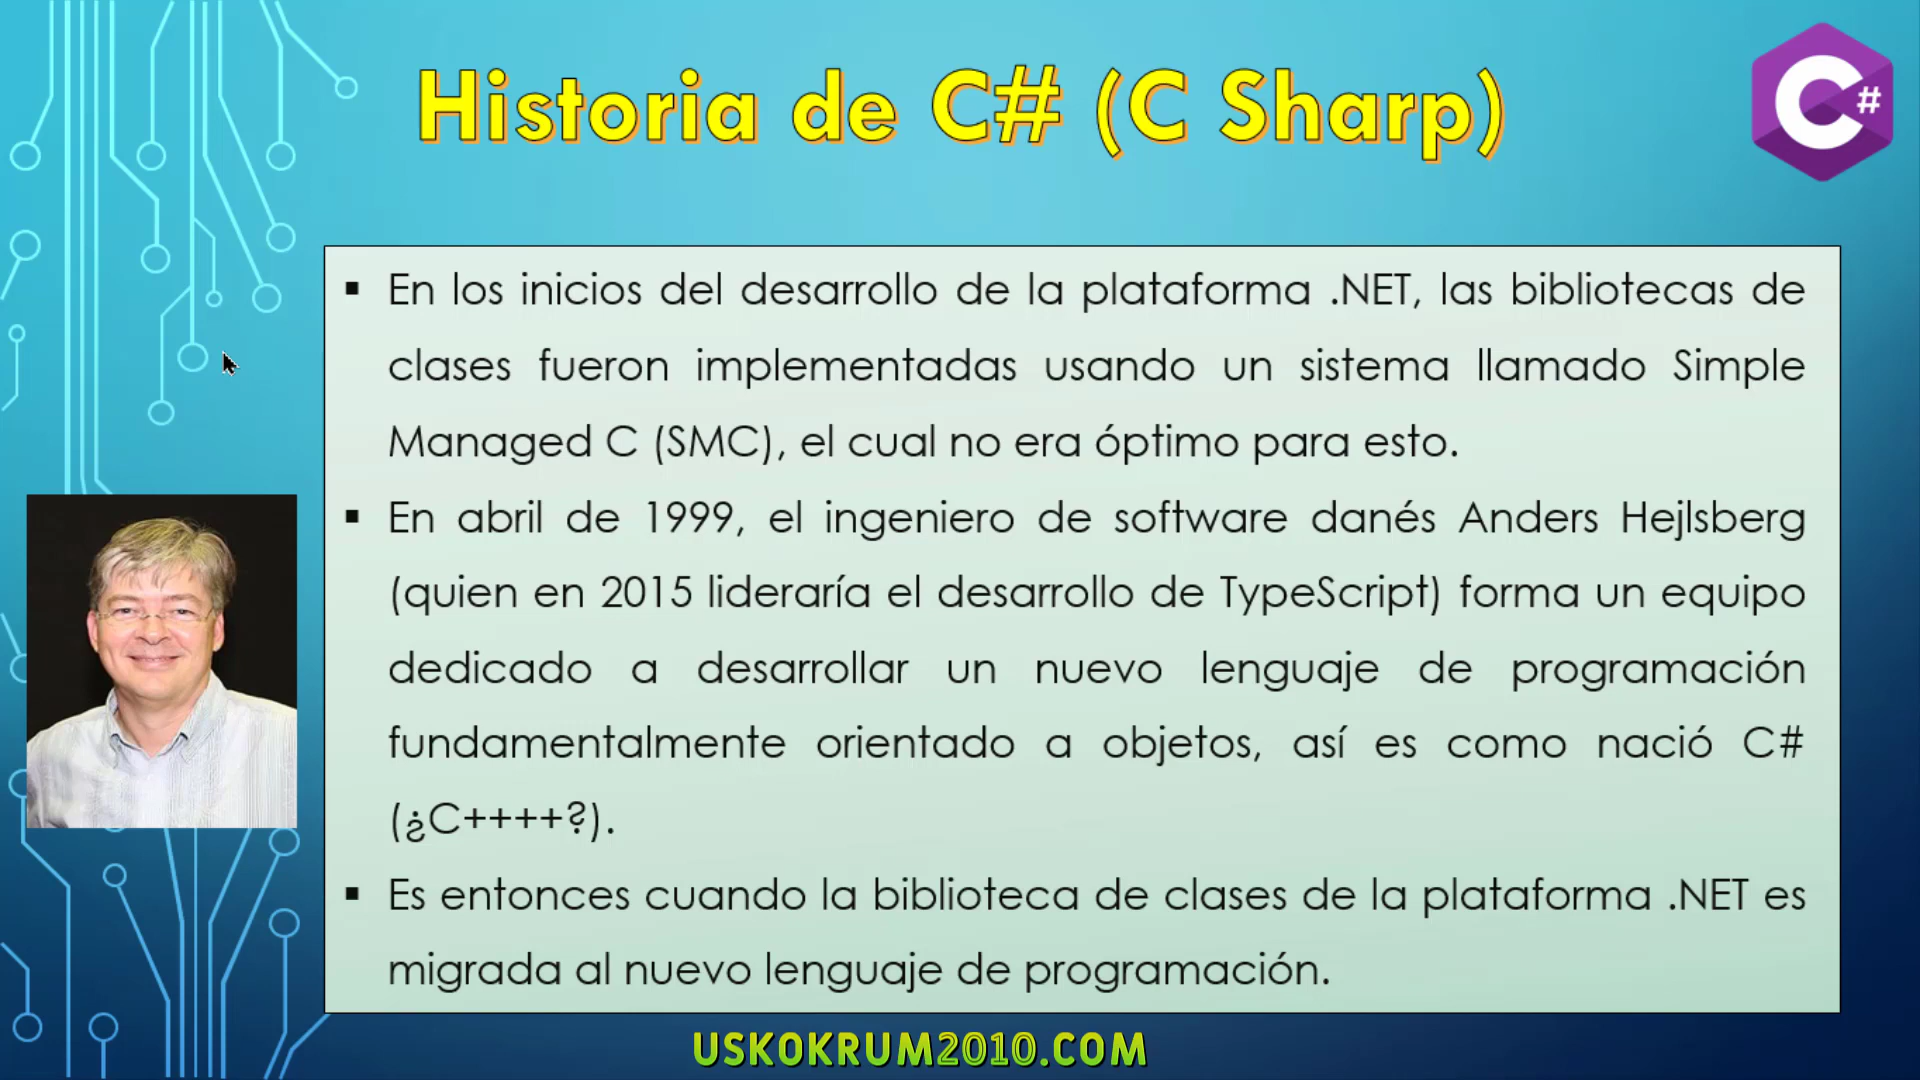 Historia de C# (C Sharp)
C#
▪ En los inicios del desarrollo de la plataforma .NET, las bibliotecas de
clases fueron implementadas usando un sistema llamado Simple
Managed C (SMC), el cual no era óptimo para esto.
▪ En abril de 1999, el ingeniero de software danés Anders Hejlsberg
(quien en 2015 lideraría el desarrollo de TypeScript) forma un equipo
dedicado a desarrollar un nuevo lenguaje de programación
fundamentalmente orientado a objetos, así es como nació C#
(¿C++++?).
▪ Es entonces cuando la biblioteca de clases de la plataforma .NET es
migrada al nuevo lenguaje de programación.
USKOKRUM2010.COM